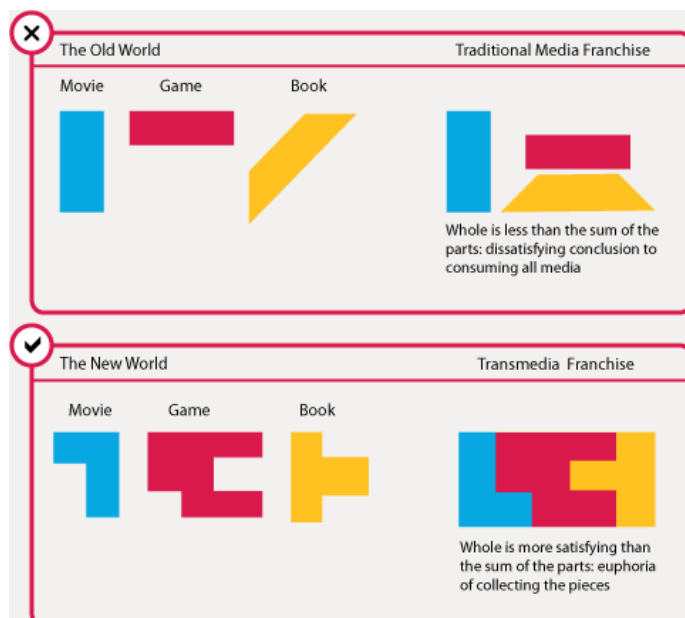 The Old World
Traditional Media Franchise
Movie
Game
Book
Whole is less than the sum of the
parts: dissatisfying conclusion to
consuming all media
The New World
Transmedia Franchise
Movie
Game
Book
Whole is more satisfying than
the sum of the parts: euphoria
of collecting the pieces